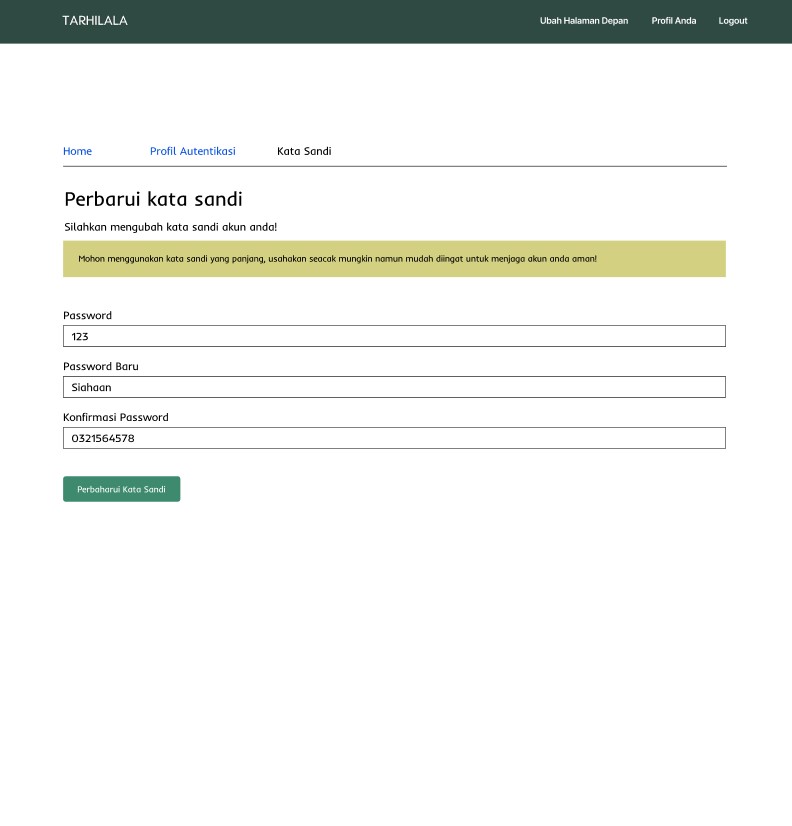 TARHILALA
Ubah Halaman Depan Profil Anda Logout
Home Profil Autentikasi Kata Sandi
Perbarui kata sandi
Silahkan mengubah kata sandi akun anda!
Mohon menggunakan kata sandi yang panjang, usahakan seacak mungkin namun mudah diingat untuk menjaga akun anda aman!
Password
123
Password Baru
Siahaan
Konfirmasi Password
0321564578
Perbaharui Kata Sandi